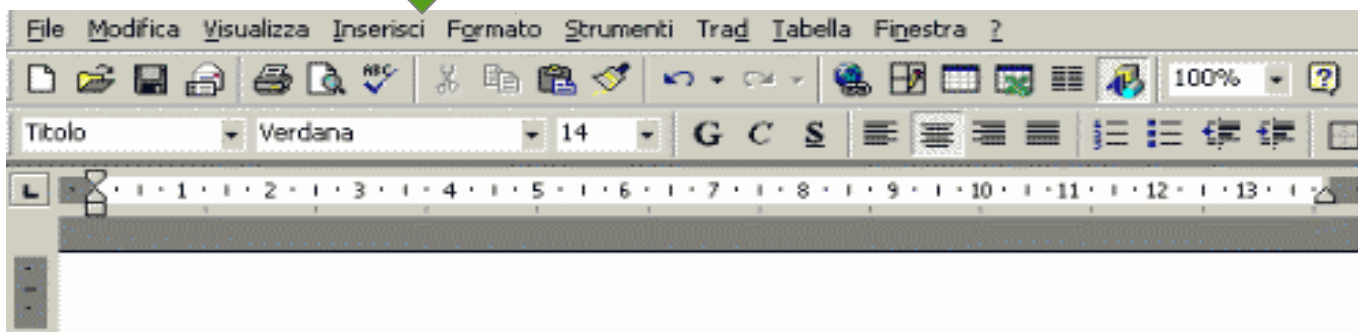 File Modifica Visualizza Inserisci Formato Strumenti Trad Tabella Finestra ?
ABC 100% ?
Titolo Verdana 14 G C S
L 1 2 3 4 5 6 7 8 9 10 11 12 13